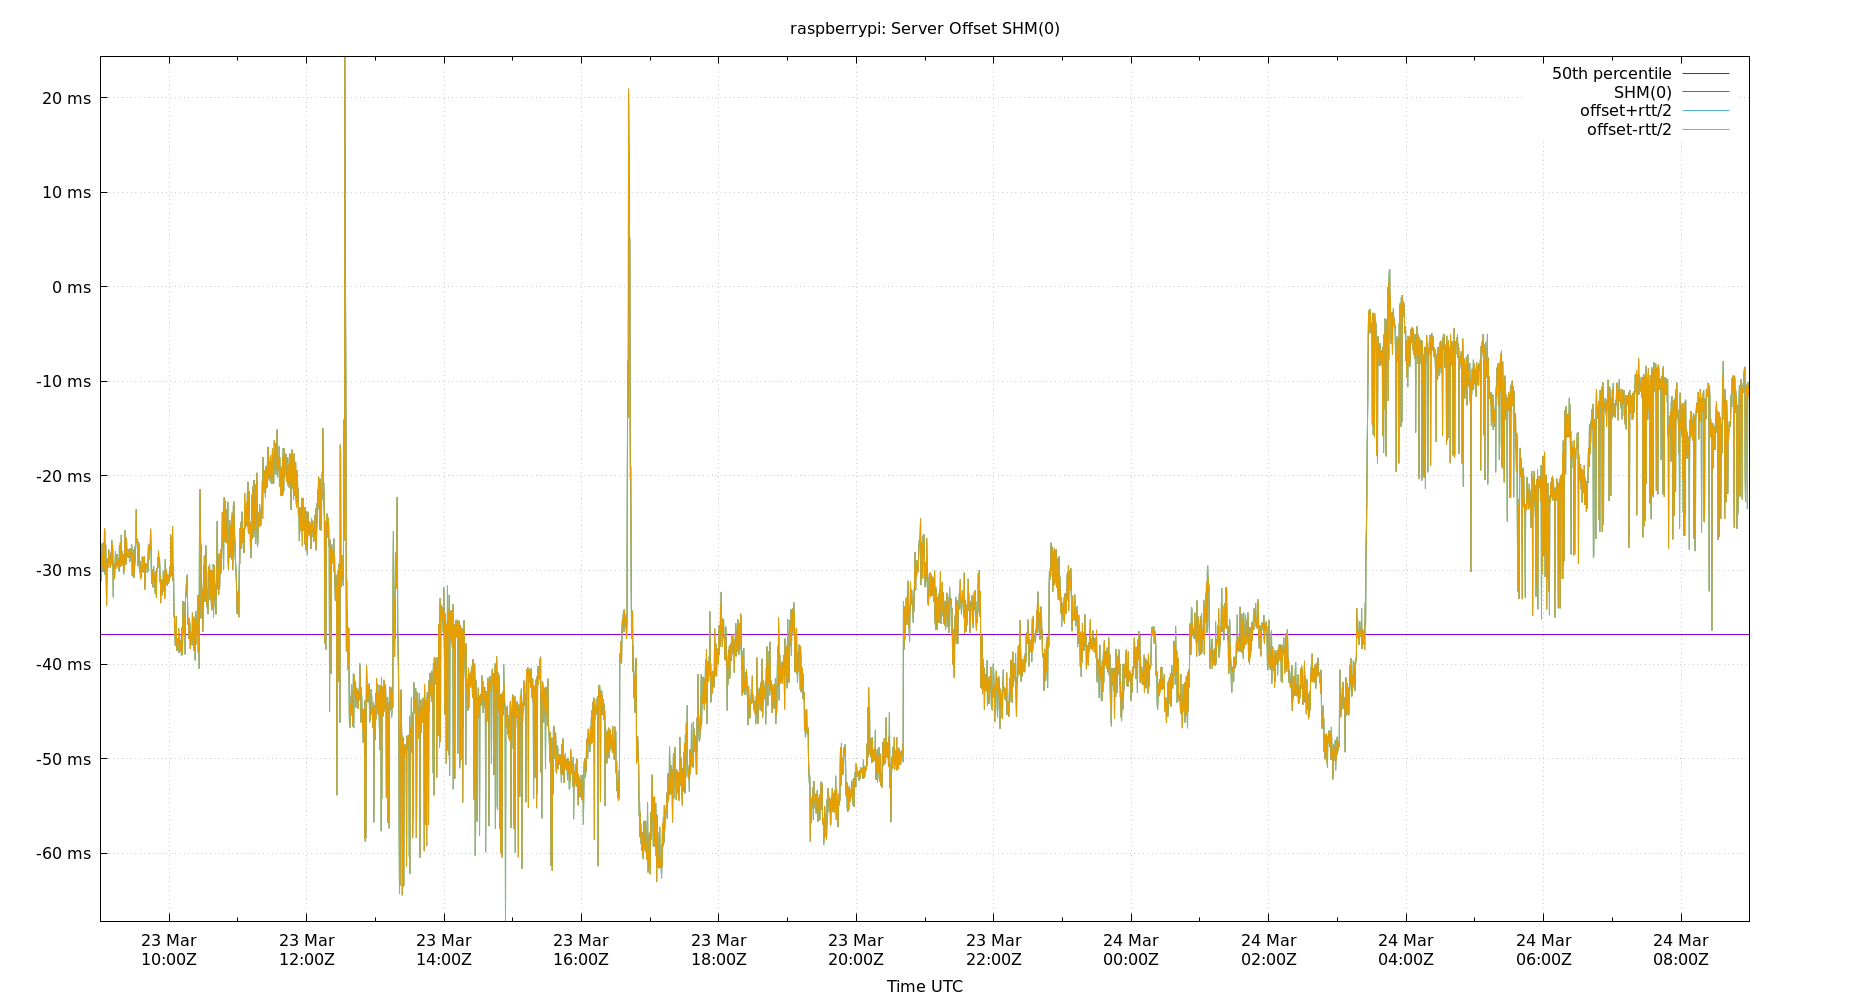 raspberrypi: Server Offset SHM(0)
50th percentile
SHM(0)
offset+rtt/2
offset-rtt/2
20 ms
10 ms
0 ms
-10 ms
-20 ms
-30 ms
-40 ms
-50 ms
-60 ms
23 Mar 23 Mar 23 Mar 23 Mar 23 Mar 23 Mar 23 Mar 24 Mar 24 Mar 24 Mar 24 Mar 24 Mar
10:00Z 12:00Z 14:00Z 16:00Z 18:00Z 20:00Z 22:00Z 00:00Z 02:00Z 04:00Z 06:00Z 08:00Z
Time UTC